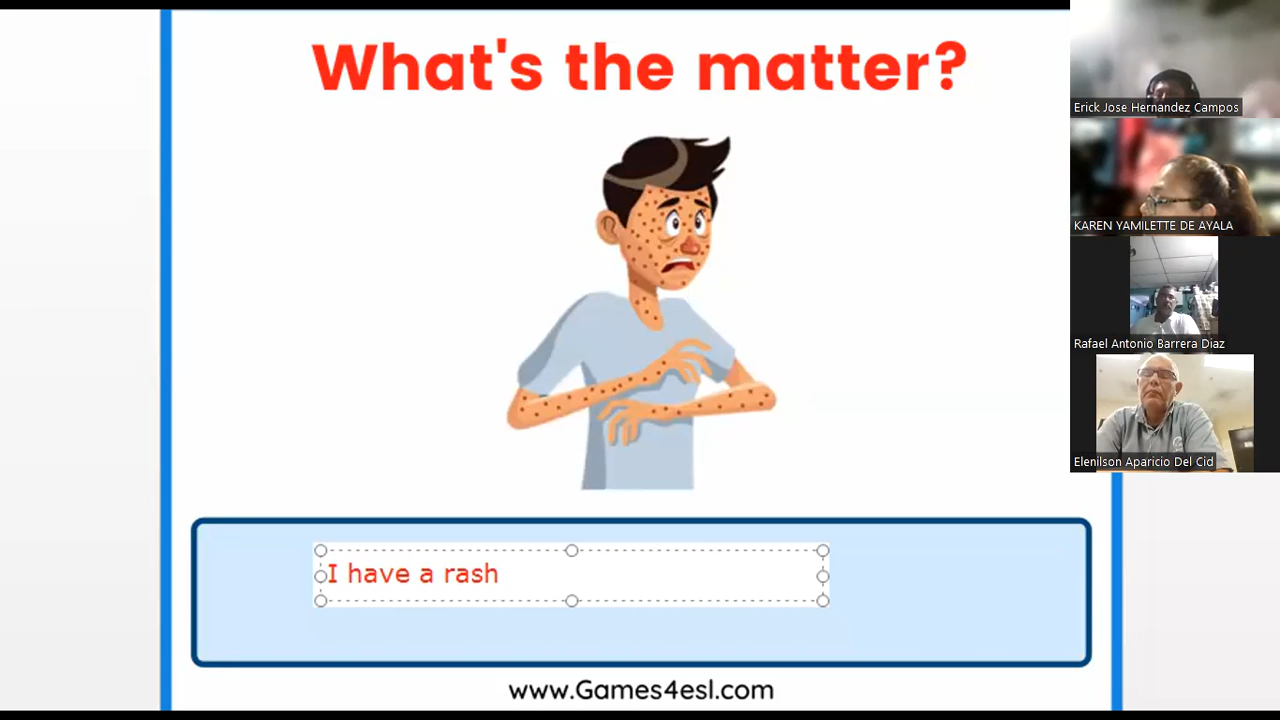 What's the matter?
Erick Jose Hernandez Campos
KAREN YAMILETTE DE AYALA
Rafael Antonio Barrera Diaz
Elenilson Aparicio Del Cid
I have a rash
www.Games4esl.com